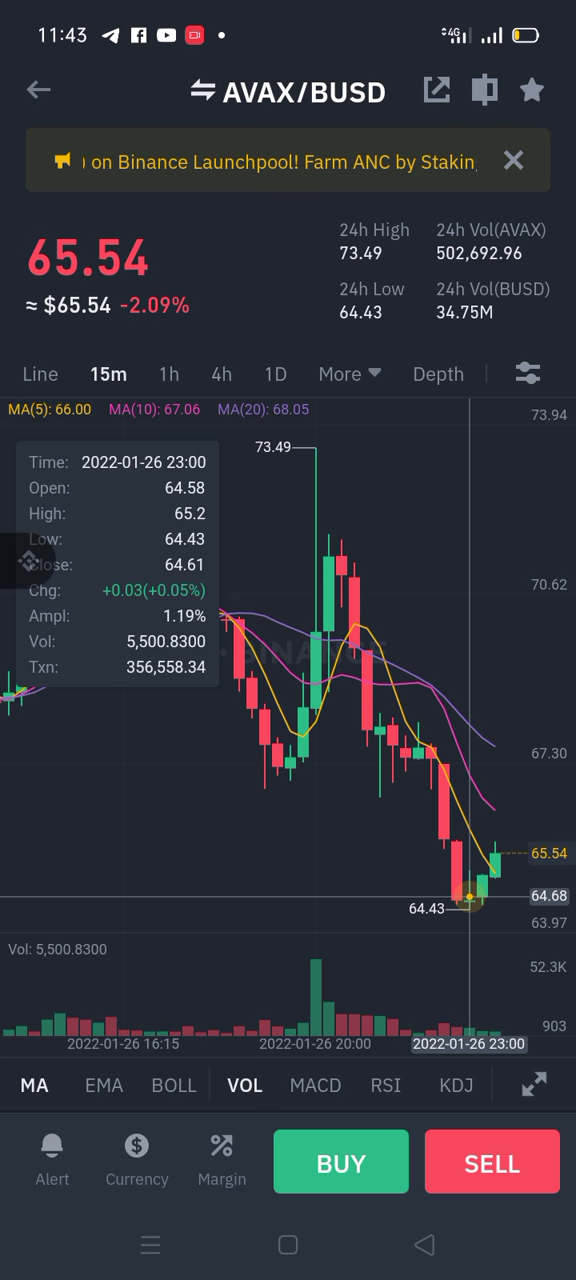 11:43
4G
AVAX/BUSD
) on Binance Launchpool! Farm ANC by Staking
65.54
≈ $65.54 -2.09%
24h High
73.49
24h Vol(AVAX)
502,692.96
24h Low
64.43
24h Vol(BUSD)
34.75M
Line 15m 1h 4h 1D More Depth
MA(5): 66.00 MA(10): 67.06 MA(20): 68.05
73.94
73.49
Time: 2022-01-26 23:00
Open: 64.58
High: 65.2
Low: 64.43
Close: 64.61
Chg: +0.03(+0.05%)
Ampl: 1.19%
Vol: 5,500.8300
Txn: 356,558.34
70.62
BINANCE
67.30
65.54
64.68
64.43
63.97
Vol: 5,500.8300
52.3K
903
2022-01-26 16:15 2022-01-26 20:00 2022-01-26 23:00
MA EMA BOLL VOL MACD RSI KDJ
Alert Currency Margin BUY SELL